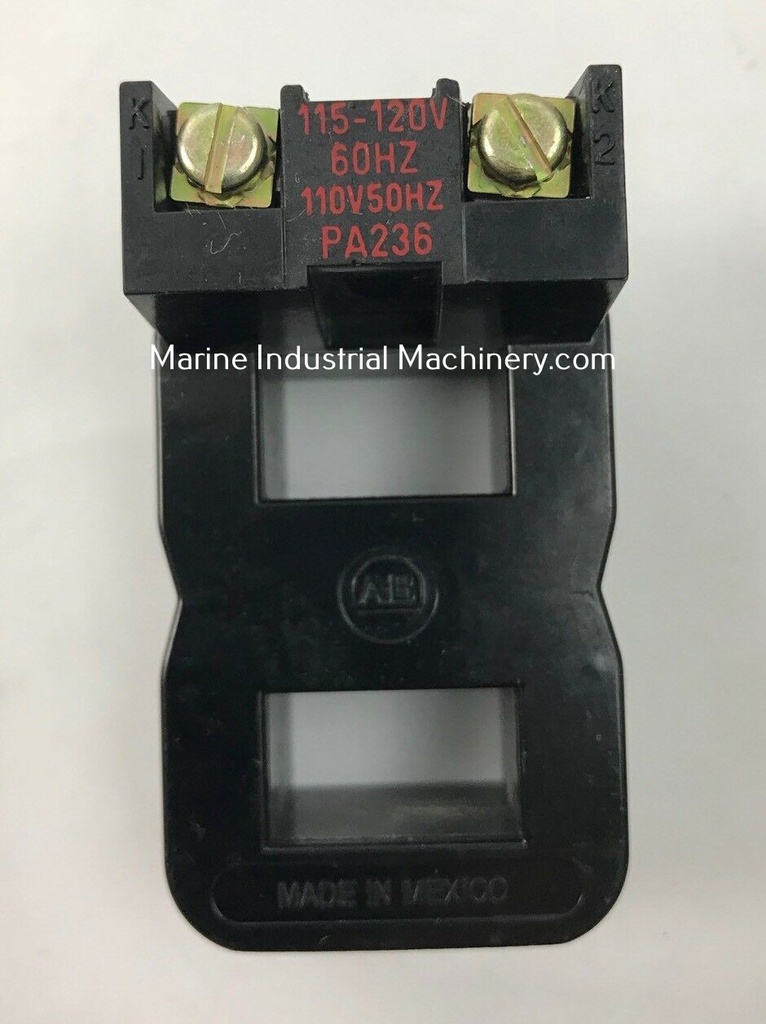 K 1
115-120V
60HZ
110V50HZ
PA236
K 2
Marine Industrial Machinery.com
AB
MADE IN MEXICO